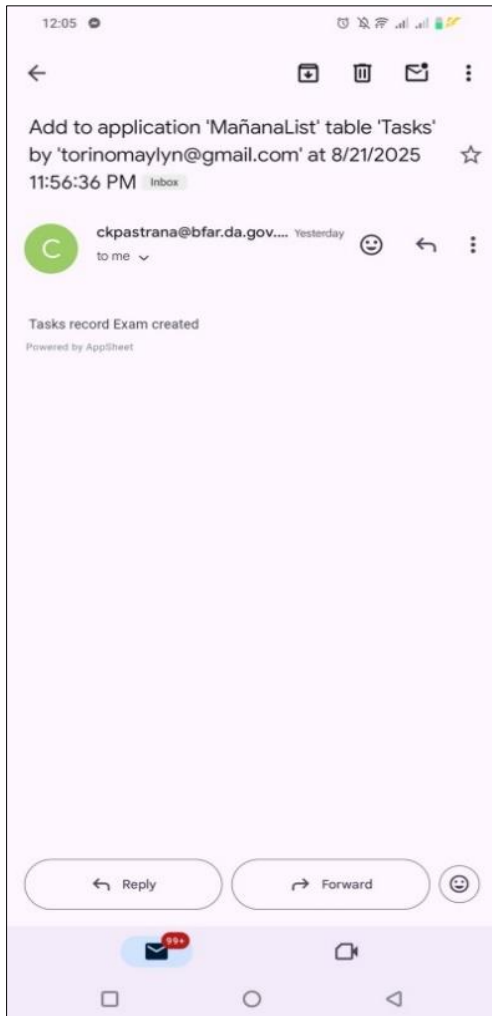 12:05
Add to application 'MañanaList' table 'Tasks'
by 'torinomaylyn@gmail.com' at 8/21/2025
11:56:36 PM Inbox
C
ckpastrana@bfar.da.gov.... Yesterday
to me
Tasks record Exam created
Powered by AppSheet
Reply
Forward
99+